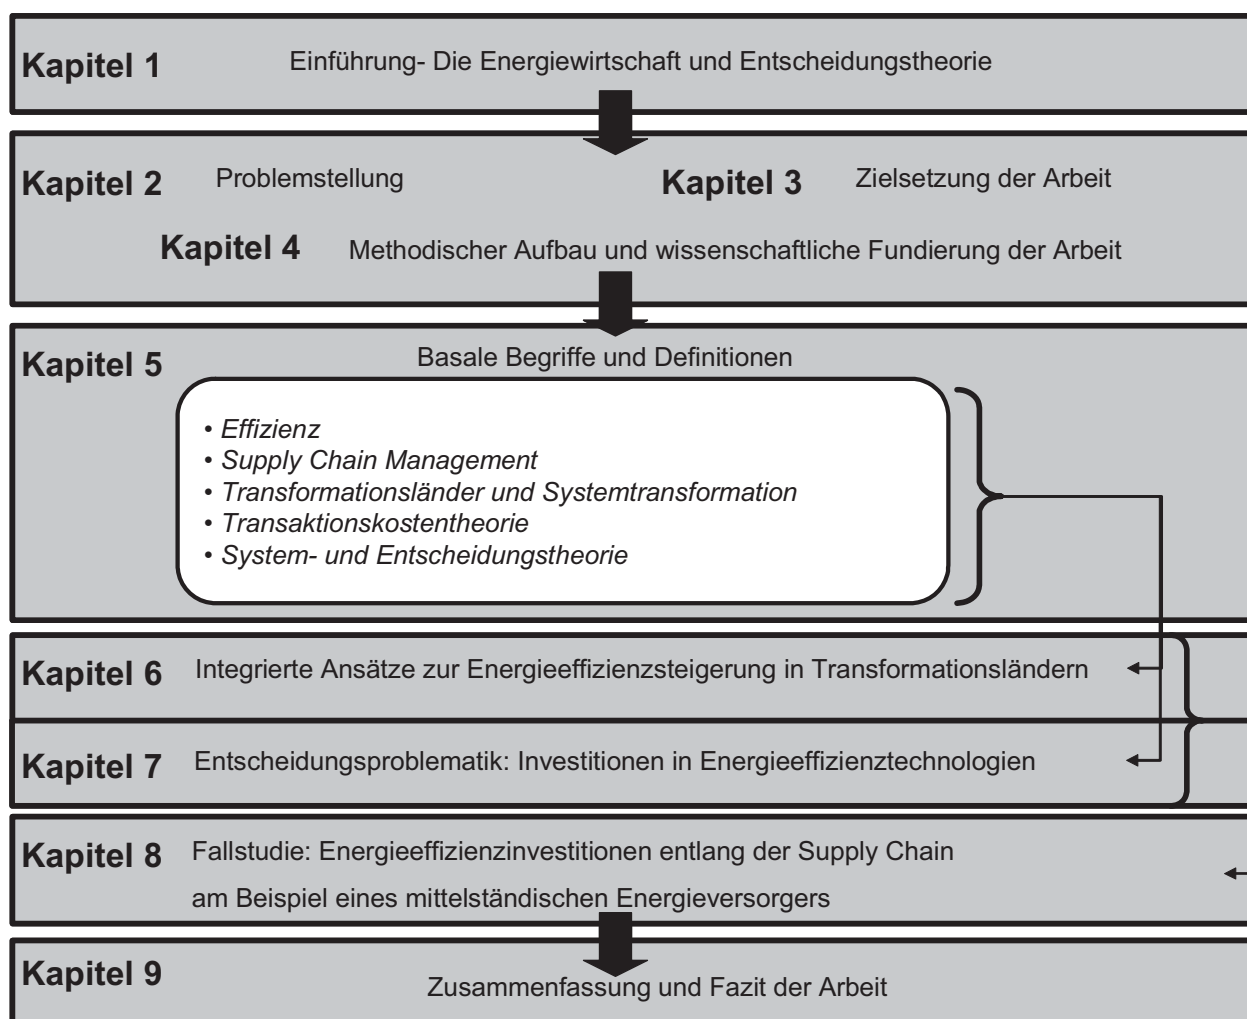 Kapitel 1 Einführung- Die Energiewirtschaft und Entscheidungstheorie
Kapitel 2 Problemstellung Kapitel 3 Zielsetzung der Arbeit
Kapitel 4 Methodischer Aufbau und wissenschaftliche Fundierung der Arbeit
Kapitel 5 Basale Begriffe und Definitionen
• Effizienz
• Supply Chain Management
• Transformationsländer und Systemtransformation
• Transaktionskostentheorie
• System- und Entscheidungstheorie
Kapitel 6 Integrierte Ansätze zur Energieeffizienzsteigerung in Transformationsländern
Kapitel 7 Entscheidungsproblematik: Investitionen in Energieeffizienztechnologien
Kapitel 8 Fallstudie: Energieeffizienzinvestitionen entlang der Supply Chain
am Beispiel eines mittelständischen Energieversorgers
Kapitel 9 Zusammenfassung und Fazit der Arbeit